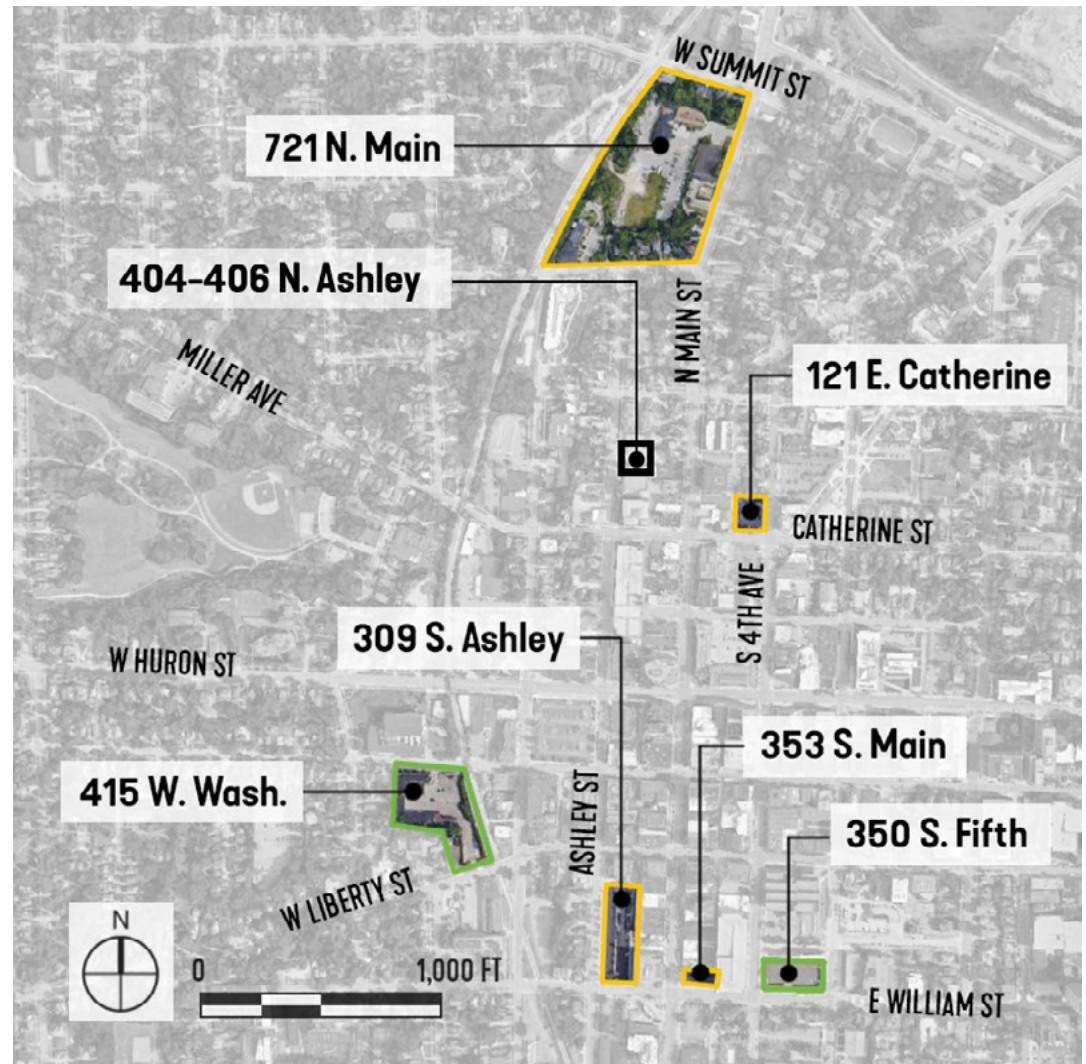 W SUMMIT ST
721 N. Main
404-406 N. Ashley
N MAIN ST
MILLER AVE
121 E. Catherine
CATHERINE ST
S 4TH AVE
309 S. Ashley
W HURON ST
353 S. Main
415 W. Wash.
ASHLEY ST
350 S. Fifth
W LIBERTY ST
N
0
1,000 FT
E WILLIAM ST